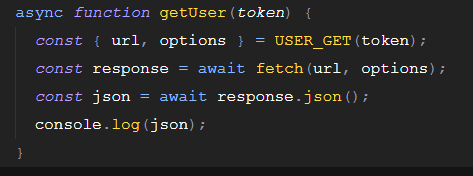 async function getUser(token) {
const { url, options } = USER_GET(token);
const response = await fetch(url, options);
const json = await response.json();
console.log(json);
}